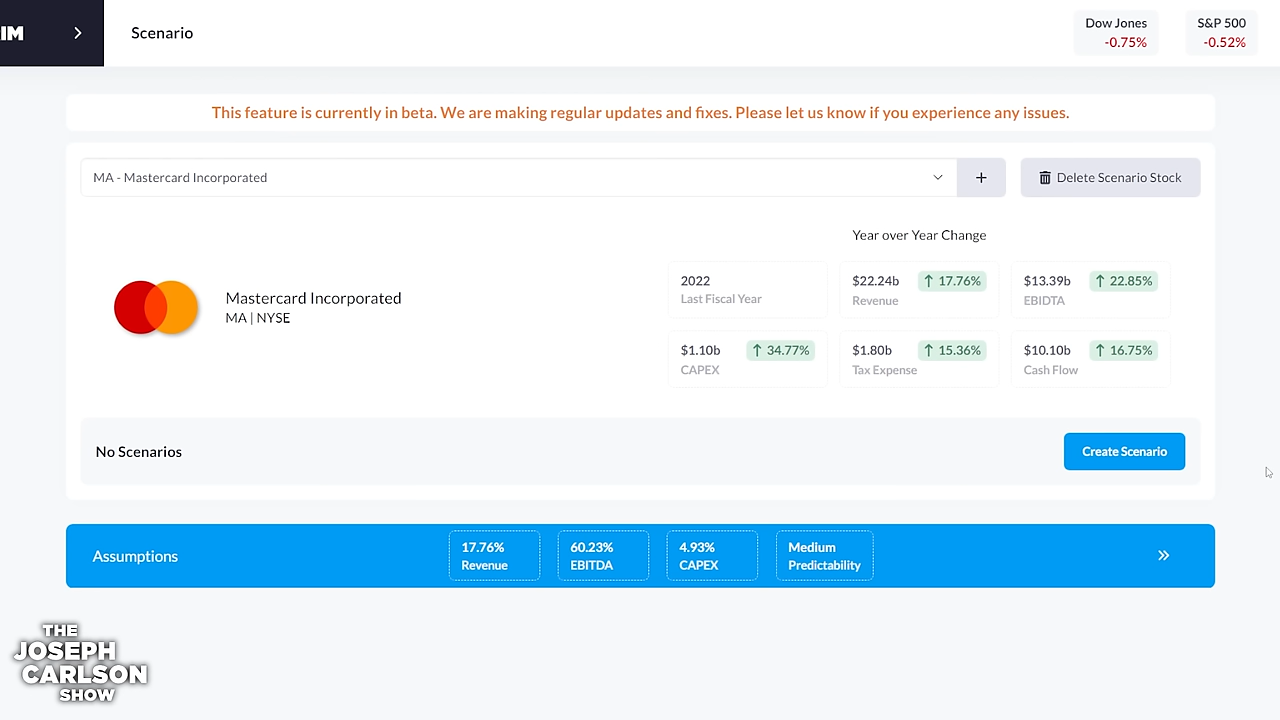 IM
Scenario
Dow Jones
-0.75%
S&P 500
-0.52%
This feature is currently in beta. We are making regular updates and fixes. Please let us know if you experience any issues.
MA - Mastercard Incorporated
+
Delete Scenario Stock
Year over Year Change
Mastercard Incorporated
MA | NYSE
2022
Last Fiscal Year
$22.24b ↑ 17.76%
Revenue
$13.39b ↑ 22.85%
EBIDTA
$1.10b ↑ 34.77%
CAPEX
$1.80b ↑ 15.36%
Tax Expense
$10.10b ↑ 16.75%
Cash Flow
No Scenarios
Create Scenario
Assumptions
17.76%
Revenue
60.23%
EBITDA
4.93%
CAPEX
Medium
Predictability
THE
JOSEPH
CARLSON
SHOW